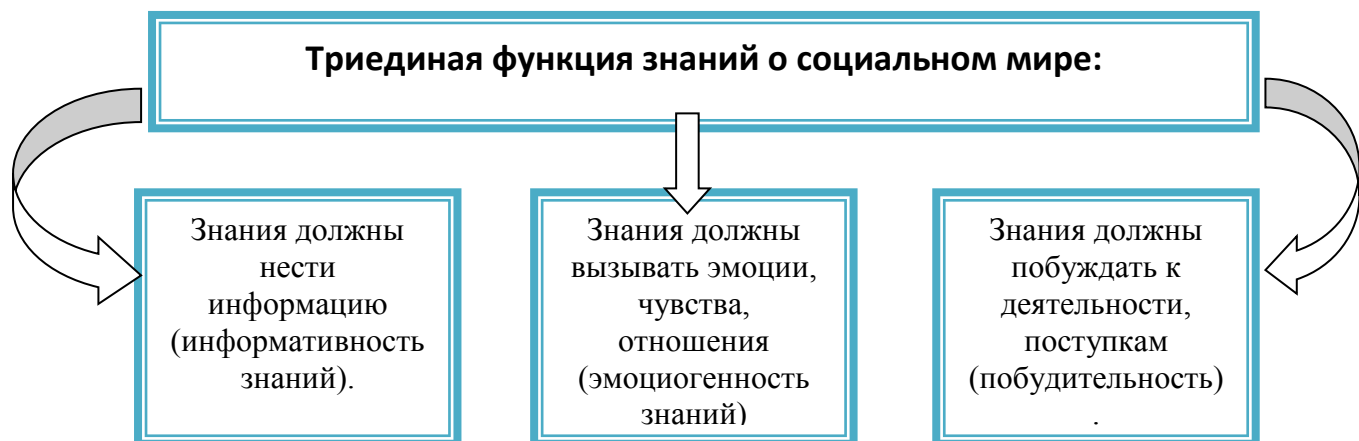 Триединая функция знаний о социальном мире:
Знания должны
нести
информацию
(информативность
знаний).
Знания должны
вызывать эмоции,
чувства,
отношения
(эмоциогенность
знаний)
Знания должны
побуждать к
деятельности,
поступкам
(побудительность)
.